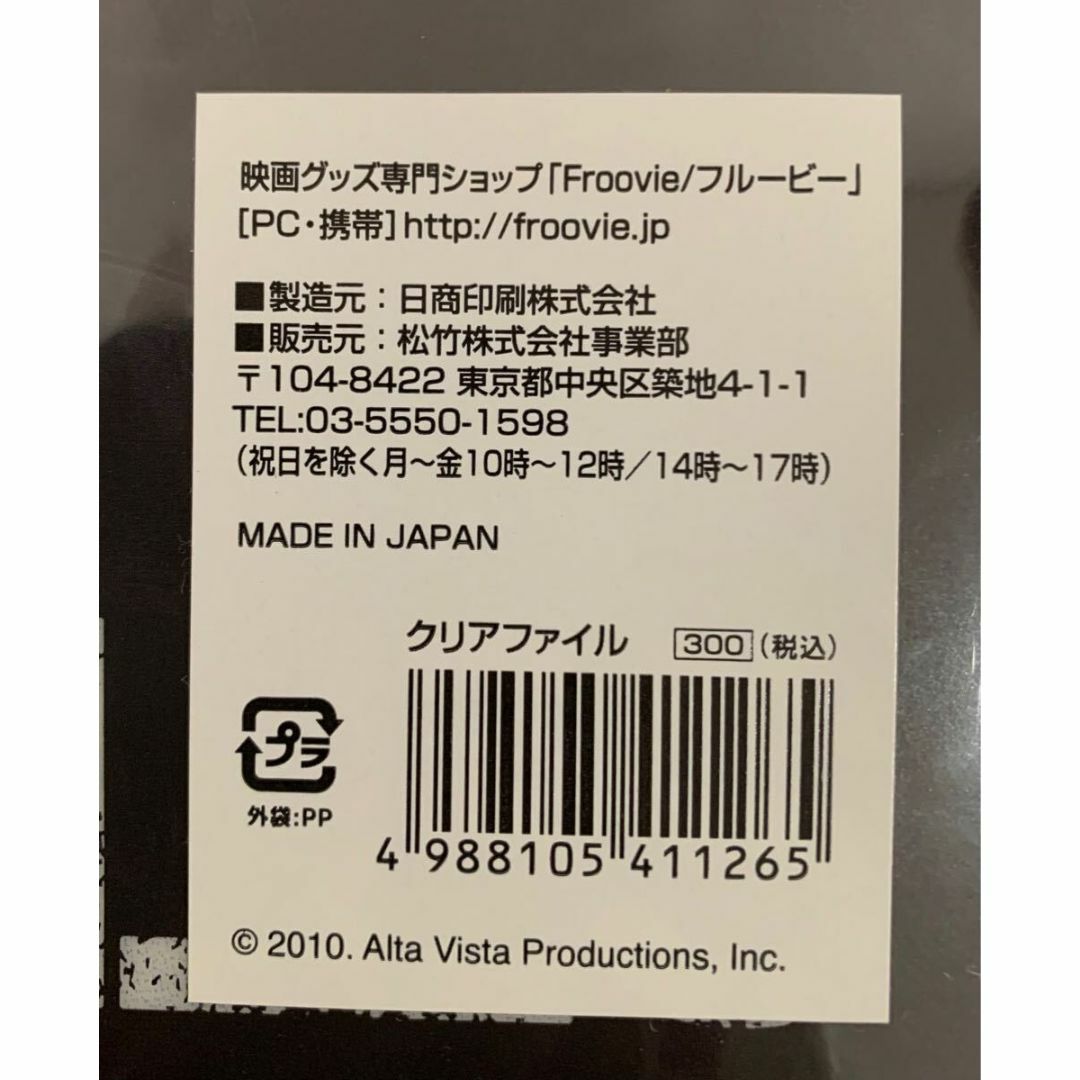 映画グッズ専門ショップ「Froovie/フルービー」
[PC・携帯]http://froovie.jp
■製造元：日商印刷株式会社
■販売元：松竹株式会社事業部
〒104-8422 東京都中央区築地4-1-1
TEL:03-5550-1598
（祝日を除く月～金10時～12時／14時～17時）
MADE IN JAPAN
クリアファイル 300（税込）
プラ
外袋:PP
4 988105 411265
© 2010. Alta Vista Productions, Inc.